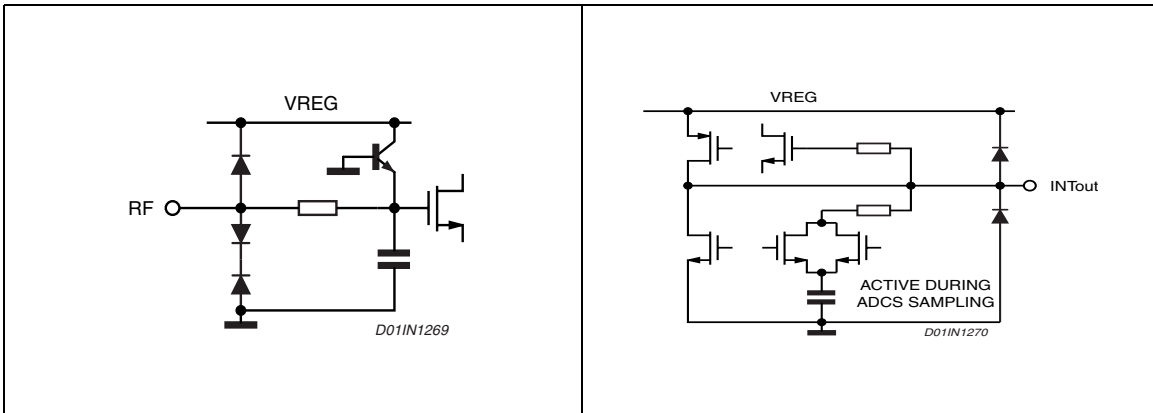 VREG
RF
D01IN1269
VREG
INTout
ACTIVE DURING
ADCS SAMPLING
D01IN1270